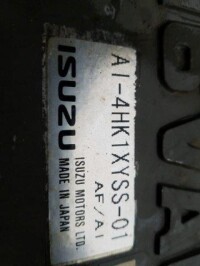 AI-4HK1XYSS-01
AF/AI
ISUZU
ISUZU MOTORS LTD.
MADE IN JAPAN